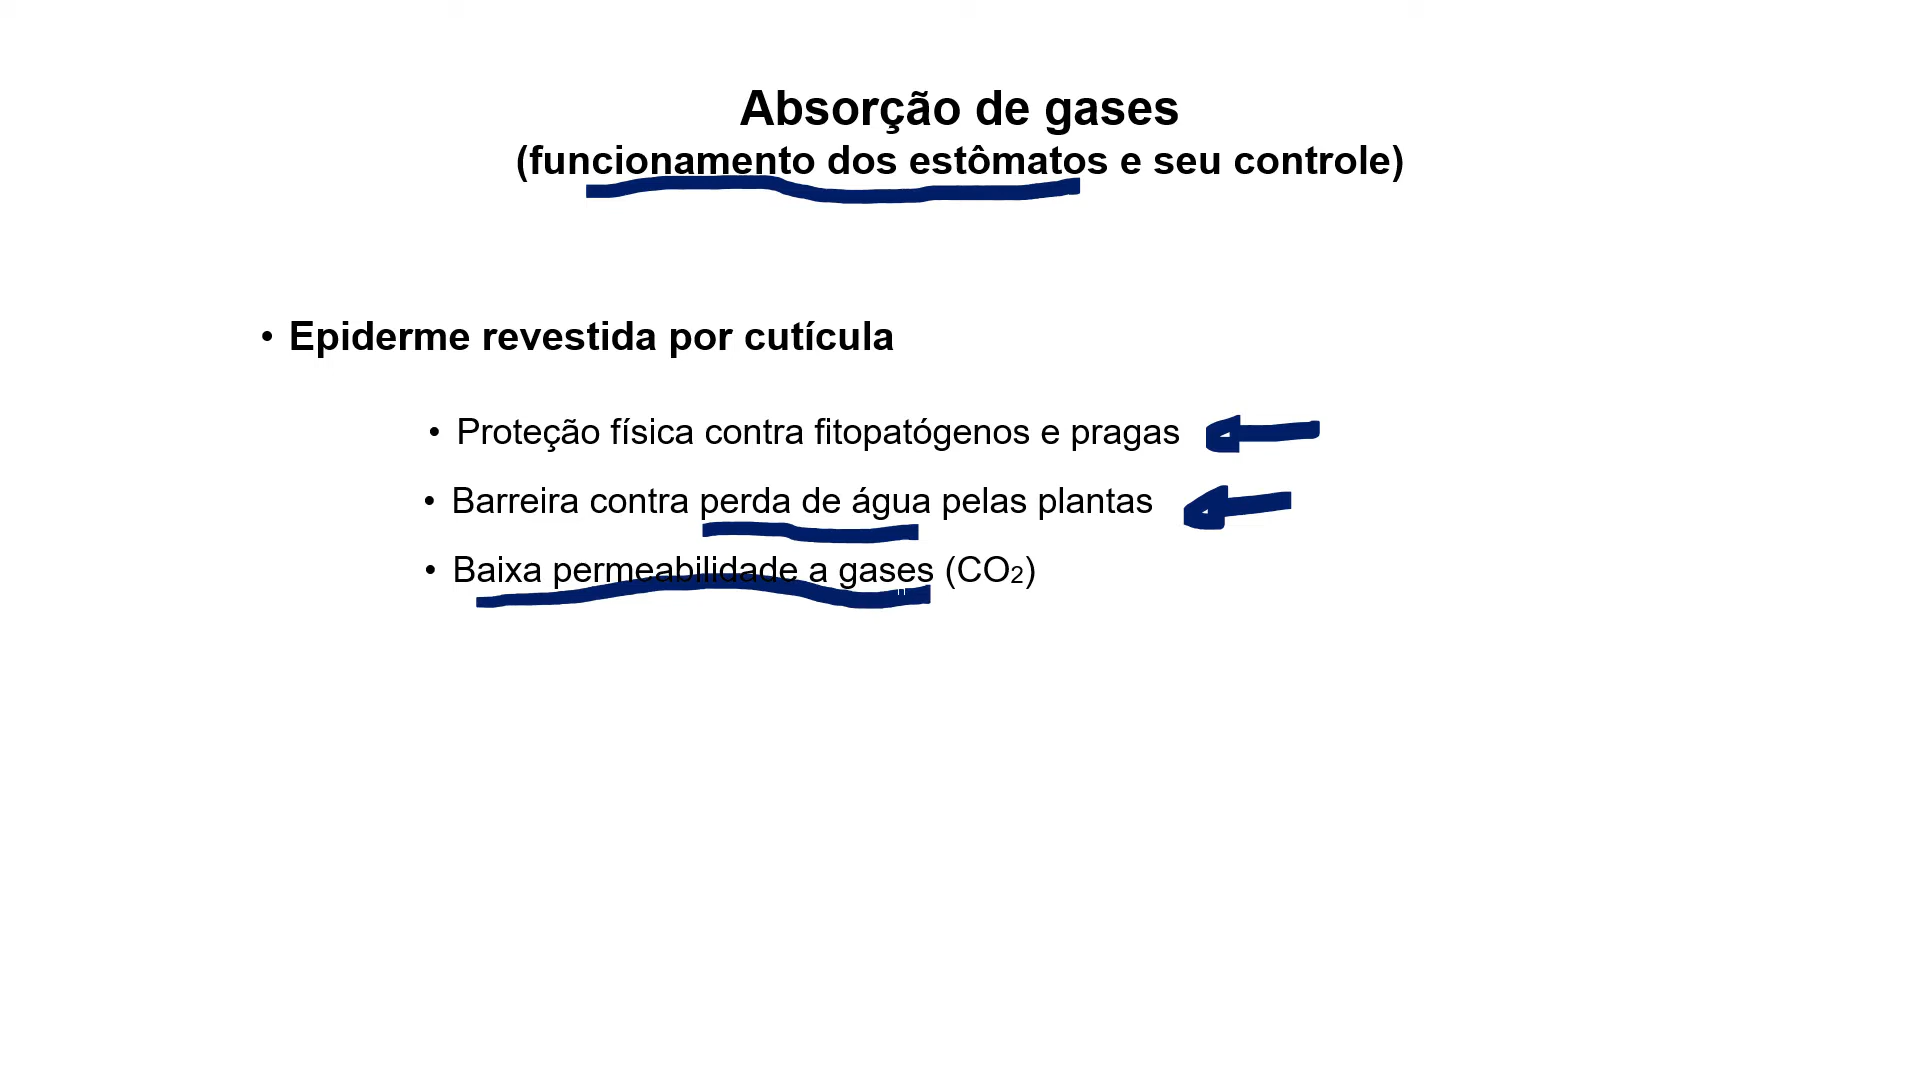 Absorção de gases
(funcionamento dos estômatos e seu controle)
• Epiderme revestida por cutícula
• Proteção física contra fitopatógenos e pragas
• Barreira contra perda de água pelas plantas
• Baixa permeabilidade a gases (CO₂)